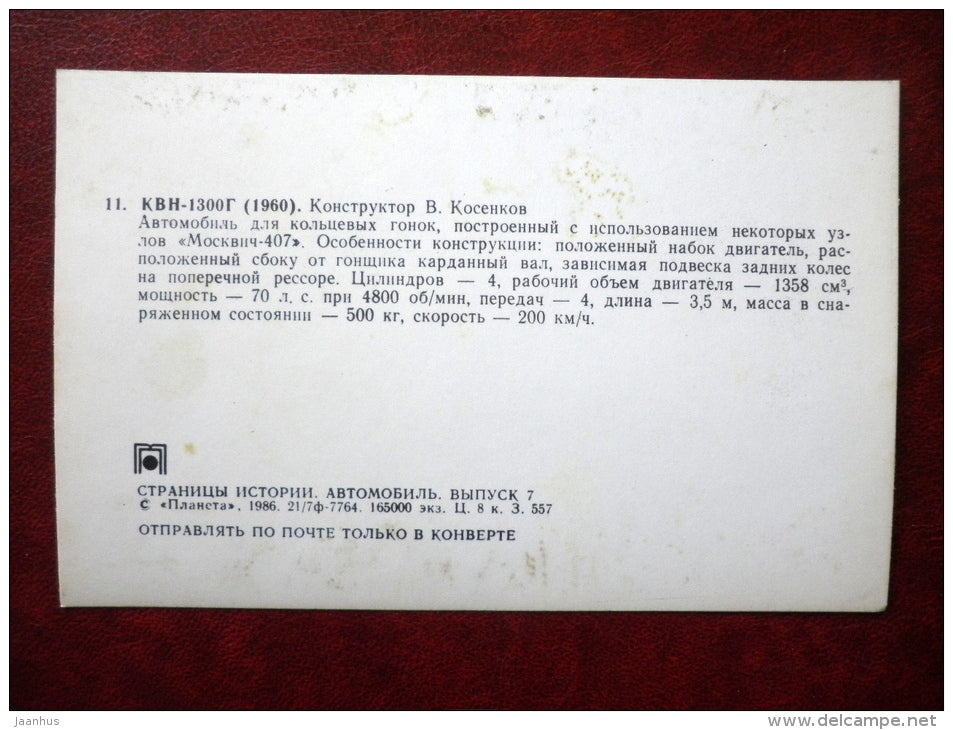 11. КВН-1300Г (1960). Конструктор В. Косенков
Автомобиль для кольцевых гонок, построенный с использованием некоторых уз-
лов «Москвич-407». Особенности конструкции: положенный набок двигатель, рас-
положенный сбоку от гонщика карданный вал, зависимая подвеска задних колес
на поперечной рессоре. Цилиндров — 4, рабочий объем двигателя — 1358 см³,
мощность — 70 л. с. при 4800 об/мин, передач — 4, длина — 3,5 м, масса в сна-
ряженном состоянии — 500 кг, скорость — 200 км/ч.
СТРАНИЦЫ ИСТОРИИ. АВТОМОБИЛЬ. ВЫПУСК 7
© «Планета», 1986. 21/7ф-7764. 165000 экз. Ц. 8 к. З. 557
ОТПРАВЛЯТЬ ПО ПОЧТЕ ТОЛЬКО В КОНВЕРТЕ
jaanhus
www.delcampe.net